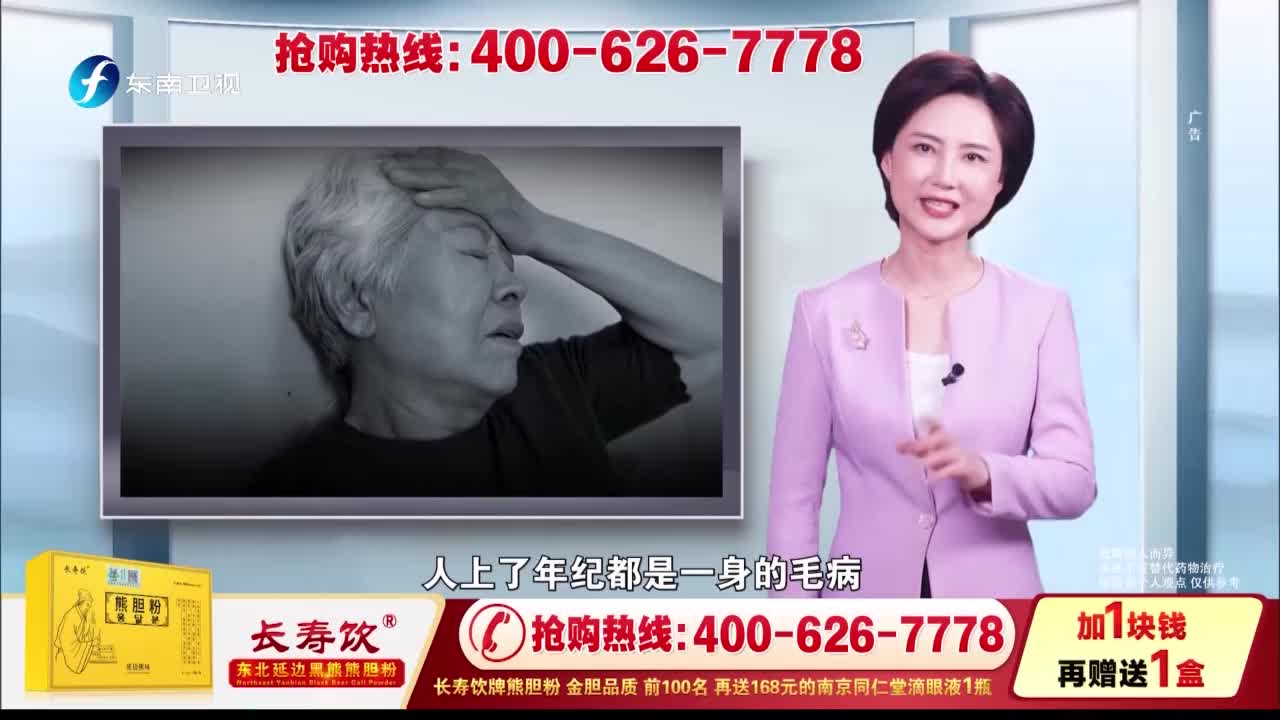 抢购热线:400-626-7778
东南卫视
广告
人上了年纪都是一身的毛病
长寿饮
熊胆粉
웅담분
长寿饮®
东北延边黑熊熊胆粉
Northeast Yanbian Black Bear Gall Powder
抢购热线:400-626-7778
长寿饮牌熊胆粉 金胆品质 前100名 再送168元的南京同仁堂滴眼液1瓶
加1块钱
再赠送1盒